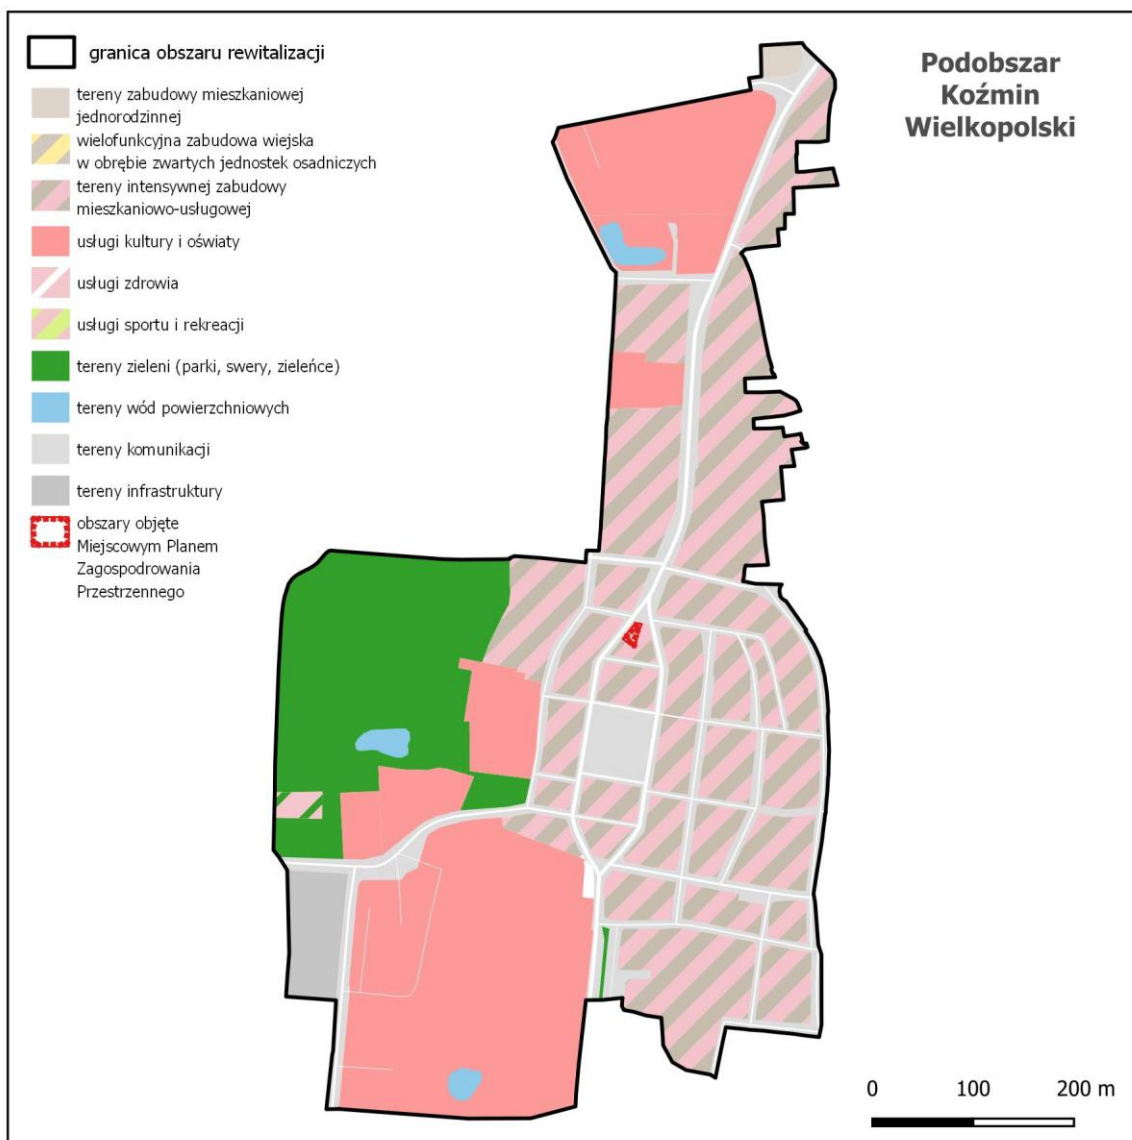 granica obszaru rewitalizacji
tereny zabudowy mieszkaniowej
jednorodzinnej
wielofunkcyjna zabudowa wiejska
w obrębie zwartych jednostek osadniczych
tereny intensywnej zabudowy
mieszkaniowo-usługowej
usługi kultury i oświaty
usługi zdrowia
usługi sportu i rekreacji
tereny zieleni (parki, swery, zieleńce)
tereny wód powierzchniowych
tereny komunikacji
tereny infrastruktury
obszary objęte
Miejscowym Planem
Zagospodrowania
Przestrzennego
Podobszar
Koźmin
Wielkopolski
0 100 200 m